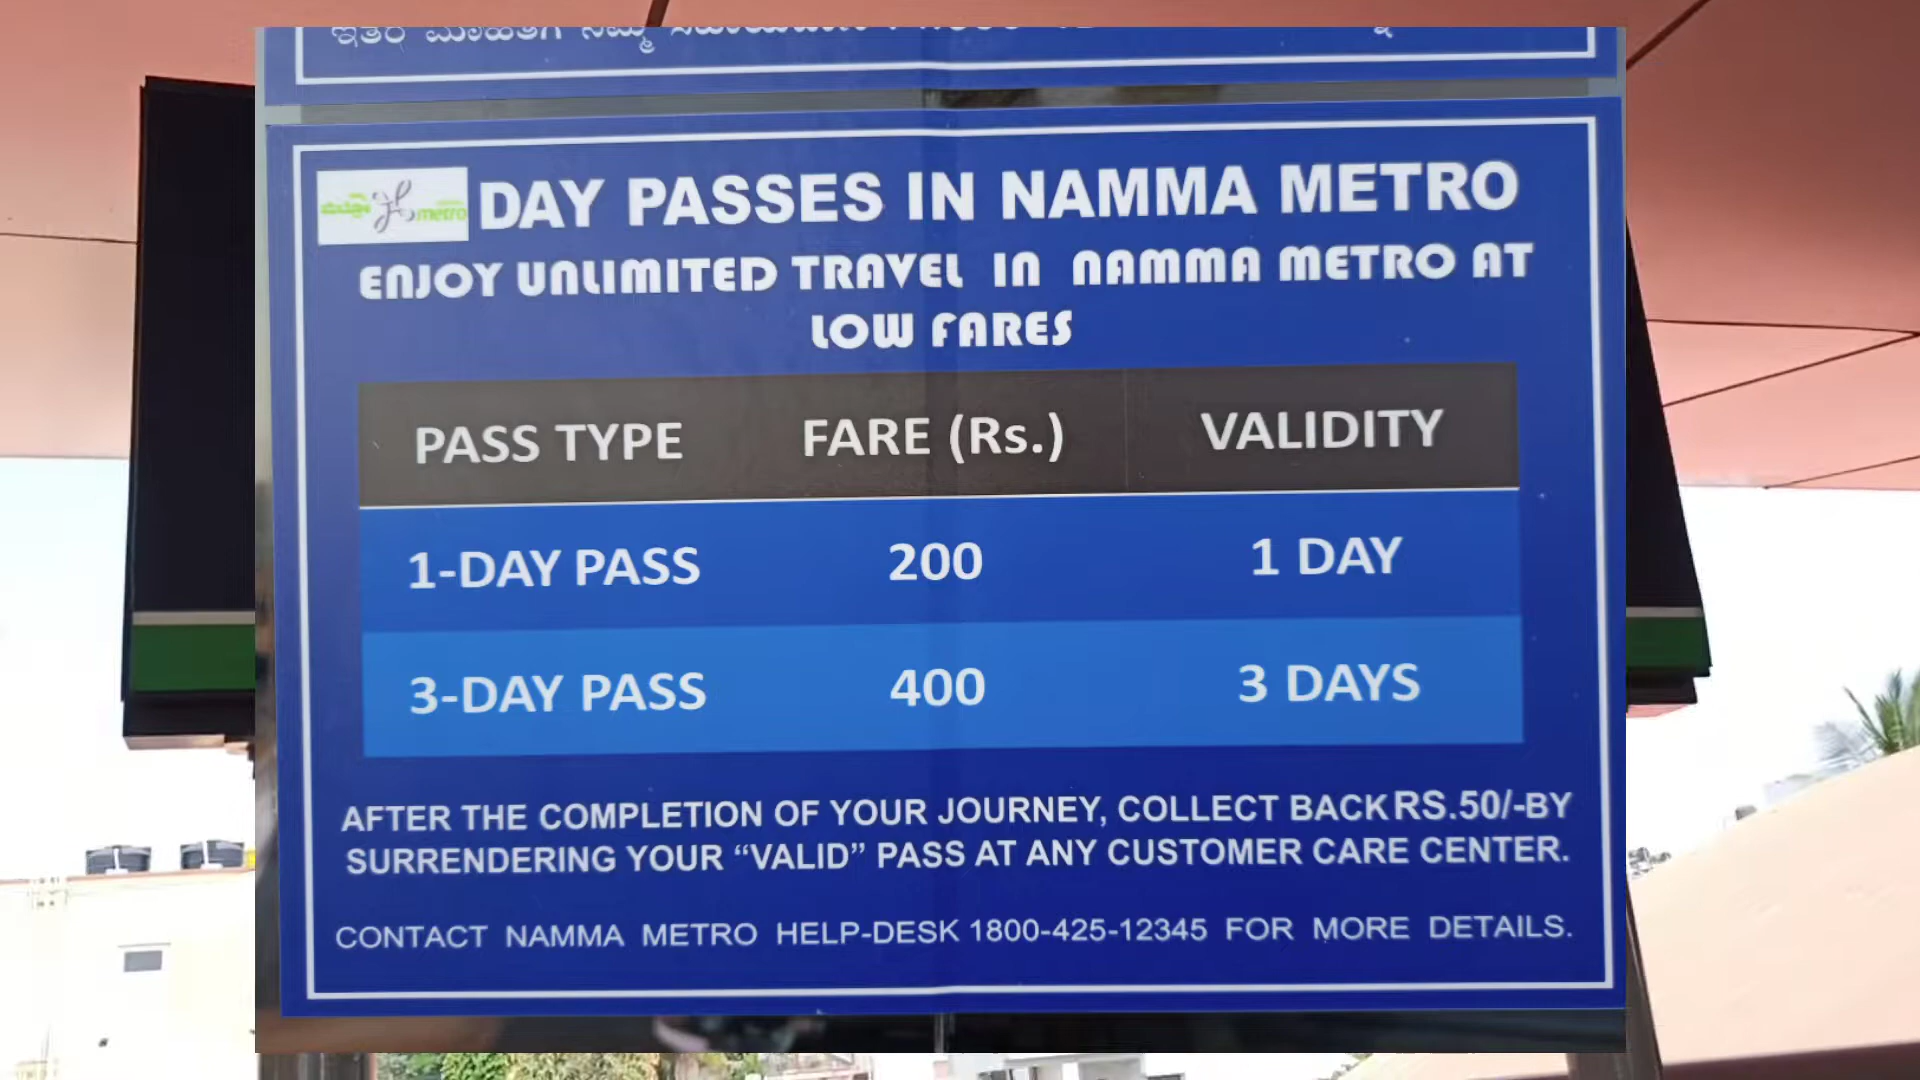 ಇತರ ಮಾಹಿತಿಗೆ ನಮ್ಮ
metro
DAY PASSES IN NAMMA METRO
ENJOY UNLIMITED TRAVEL IN NAMMA METRO AT
LOW FARES
PASS TYPE FARE (Rs.) VALIDITY
1-DAY PASS 200 1 DAY
3-DAY PASS 400 3 DAYS
AFTER THE COMPLETION OF YOUR JOURNEY, COLLECT BACK RS.50/-BY
SURRENDERING YOUR “VALID” PASS AT ANY CUSTOMER CARE CENTER.
CONTACT NAMMA METRO HELP-DESK 1800-425-12345 FOR MORE DETAILS.